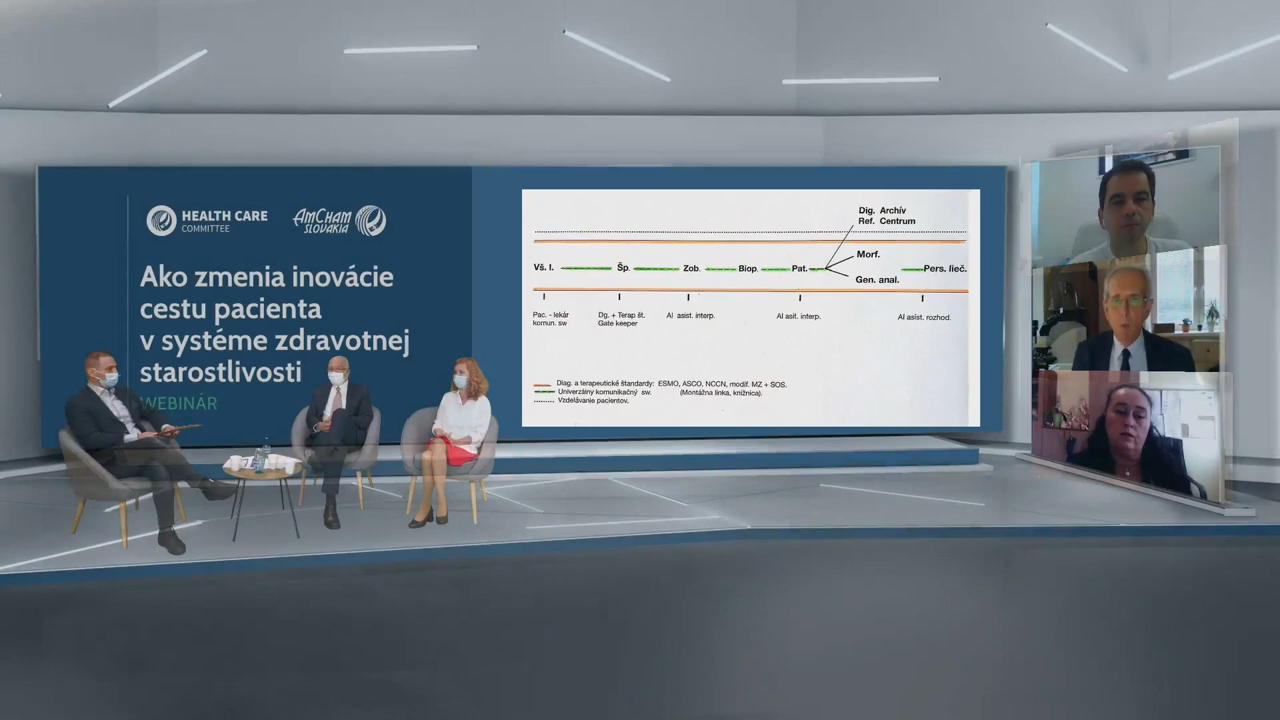 HEALTH CARE
COMMITTEE
AMCHAM
SLOVAKIA
Ako zmenia inovácie
cestu pacienta
v systéme zdravotnej
starostlivosti
WEBINÁR
Dig. Archív
Ref. Centrum
Morf.
Vš. l. Šp. Zob. Biop. Pat. Pers. lieč.
Gen. anal.
Pac. - lekár Dg. + Terap št. AI asist. interp. AI asit. interp. AI asist. rozhod.
komun. sw Gate keeper
Diag. a terapeutické štandardy: ESMO, ASCO, NCCN, modif. MZ + SOS.
Univerzálny komunikačný sw. (Montážna linka, knižnica).
Vzdelávanie pacientov.